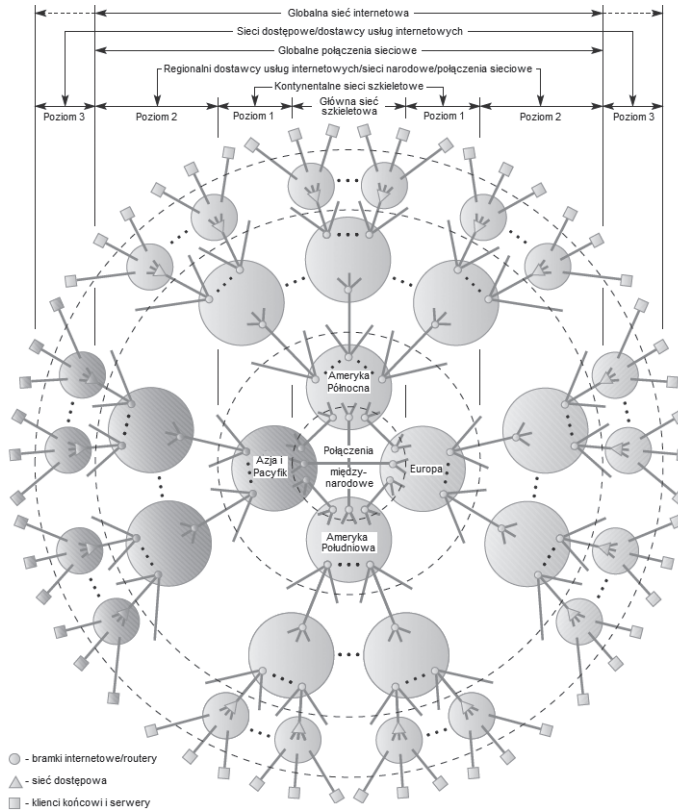 Globalna sieć internetowa
Sieci dostępowe/dostawcy usług internetowych
Globalne połączenia sieciowe
Regionalni dostawcy usług internetowych/sieci narodowe/połączenia sieciowe
Kontynentalne sieci szkieletowe
Poziom 3
Poziom 2
Poziom 1
Główna sieć
szkieletowa
Poziom 1
Poziom 2
Poziom 3
Ameryka
Północna
Azja i
Pacyfik
Połączenia
między-
narodowe
Europa
Ameryka
Południowa
- bramki internetowe/routery
- sieć dostępowa
- klienci końcowi i serwery